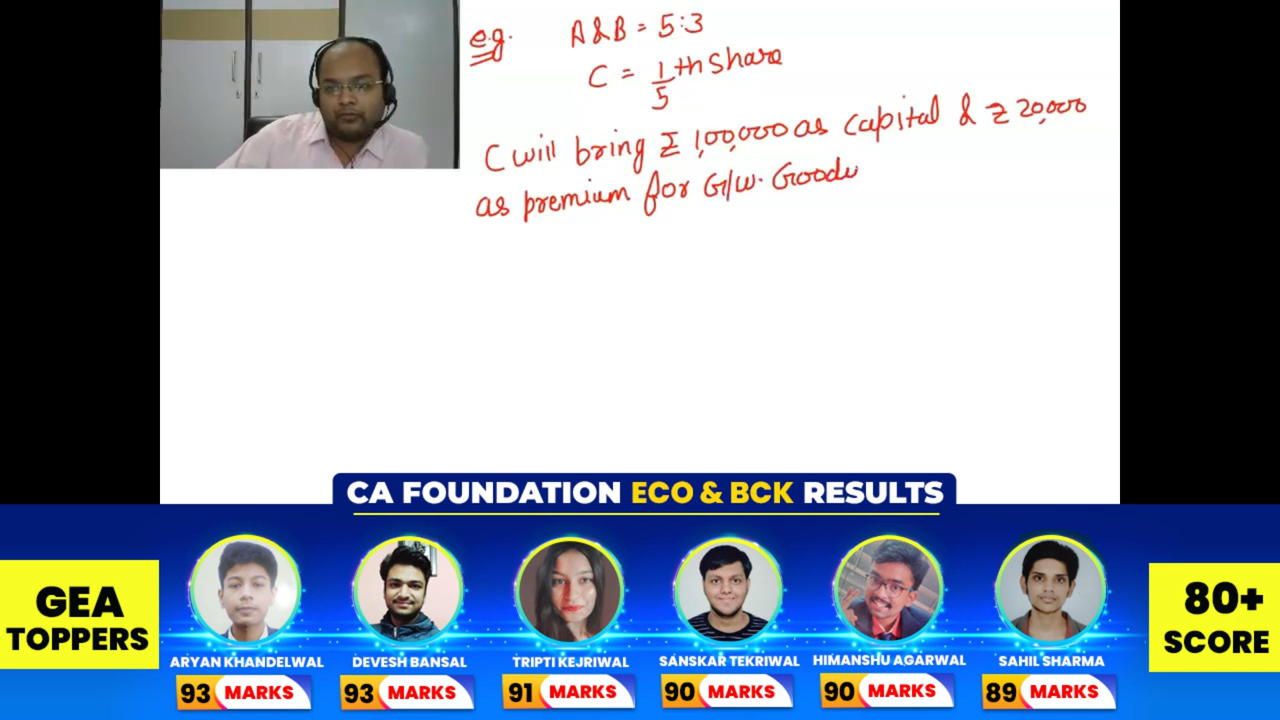 e.g. A & B = 5:3
C = 1/5 th Share
C will bring ₹ 1,00,000 as capital & ₹ 20,000
as premium for G/w. Goodw
CA FOUNDATION ECO & BCK RESULTS
GEA
TOPPERS
ARYAN KHANDELWAL
93 MARKS
DEVESH BANSAL
93 MARKS
TRIPTI KEJRIWAL
91 MARKS
SANSKAR TEKRIWAL
90 MARKS
HIMANSHU AGARWAL
90 MARKS
SAHIL SHARMA
89 MARKS
80+
SCORE